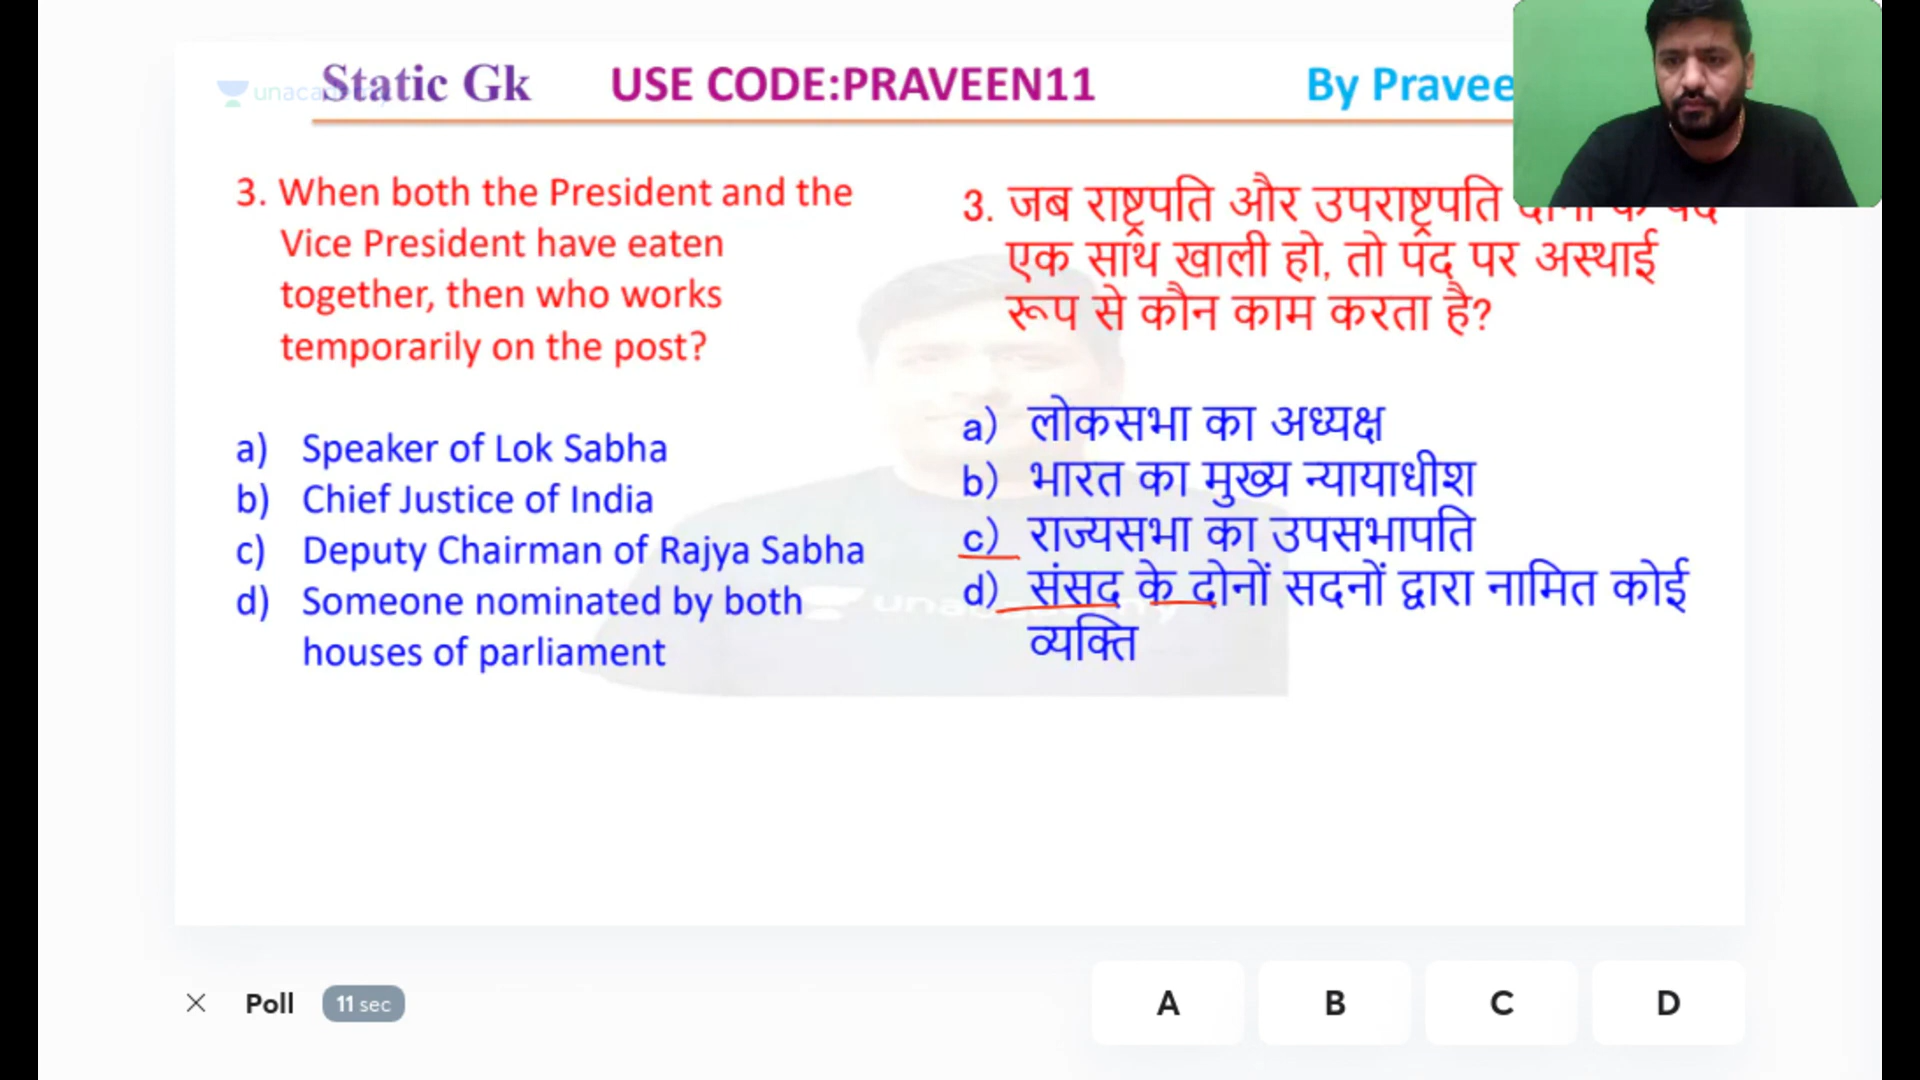 unacademy
Static Gk
USE CODE:PRAVEEN11
By Pravee
3. When both the President and the
Vice President have eaten
together, then who works
temporarily on the post?
a) Speaker of Lok Sabha
b) Chief Justice of India
c) Deputy Chairman of Rajya Sabha
d) Someone nominated by both
houses of parliament
3. जब राष्ट्रपति और उपराष्ट्रपति
एक साथ खाली हो, तो पद पर अस्थाई
रूप से कौन काम करता है?
a) लोकसभा का अध्यक्ष
b) भारत का मुख्य न्यायाधीश
c) राज्यसभा का उपसभापति
d) संसद के दोनों सदनों द्वारा नामित कोई
व्यक्ति
Poll
11 sec
A
B
C
D